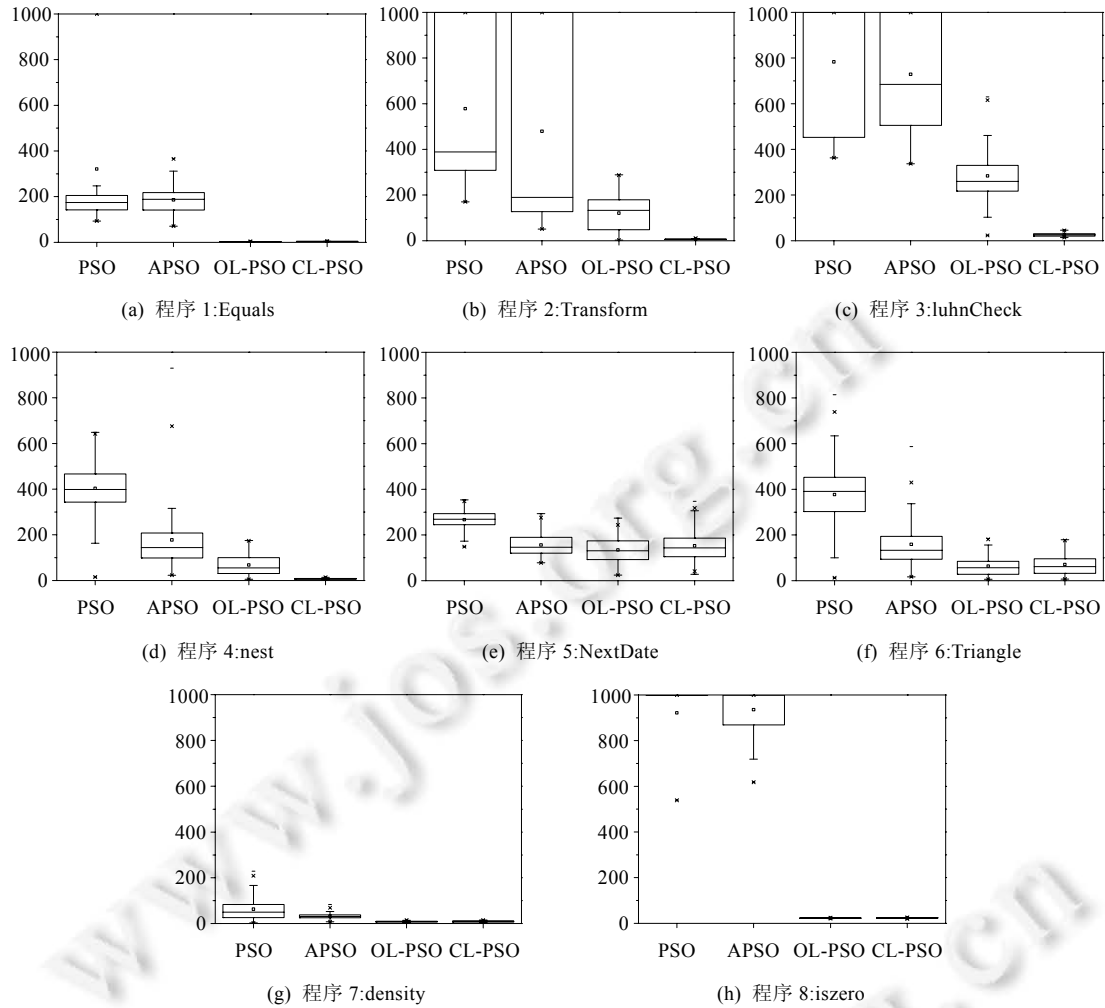 1000
800
600
400
200
0
PSO APSO OL-PSO CL-PSO
(a) 程序 1:Equals
1000
800
600
400
200
0
PSO APSO OL-PSO CL-PSO
(b) 程序 2:Transform
1000
800
600
400
200
0
PSO APSO OL-PSO CL-PSO
(c) 程序 3:luhnCheck
1000
800
600
400
200
0
PSO APSO OL-PSO CL-PSO
(d) 程序 4:nest
1000
800
600
400
200
0
PSO APSO OL-PSO CL-PSO
(e) 程序 5:NextDate
1000
800
600
400
200
0
PSO APSO OL-PSO CL-PSO
(f) 程序 6:Triangle
1000
800
600
400
200
0
PSO APSO OL-PSO CL-PSO
(g) 程序 7:density
1000
800
600
400
200
0
PSO APSO OL-PSO CL-PSO
(h) 程序 8:iszero
www.jos.org.cn
cn